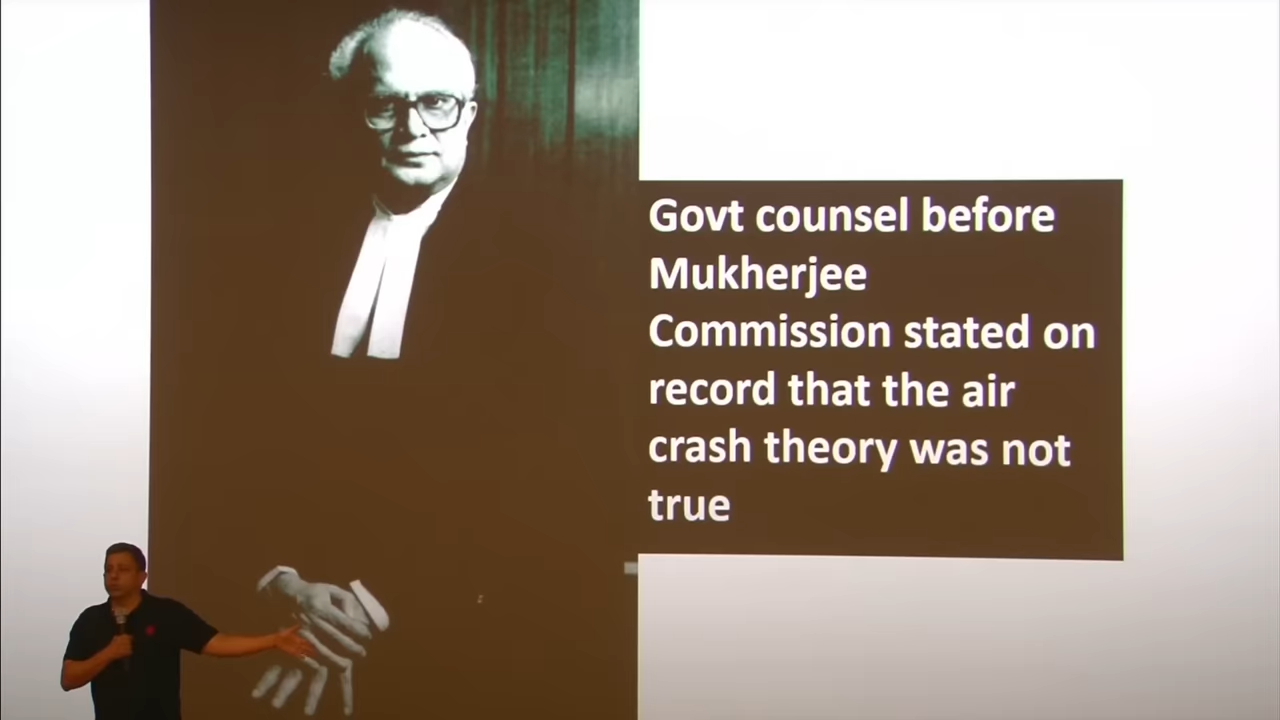 Govt counsel before
Mukherjee
Commission stated on
record that the air
crash theory was not
true